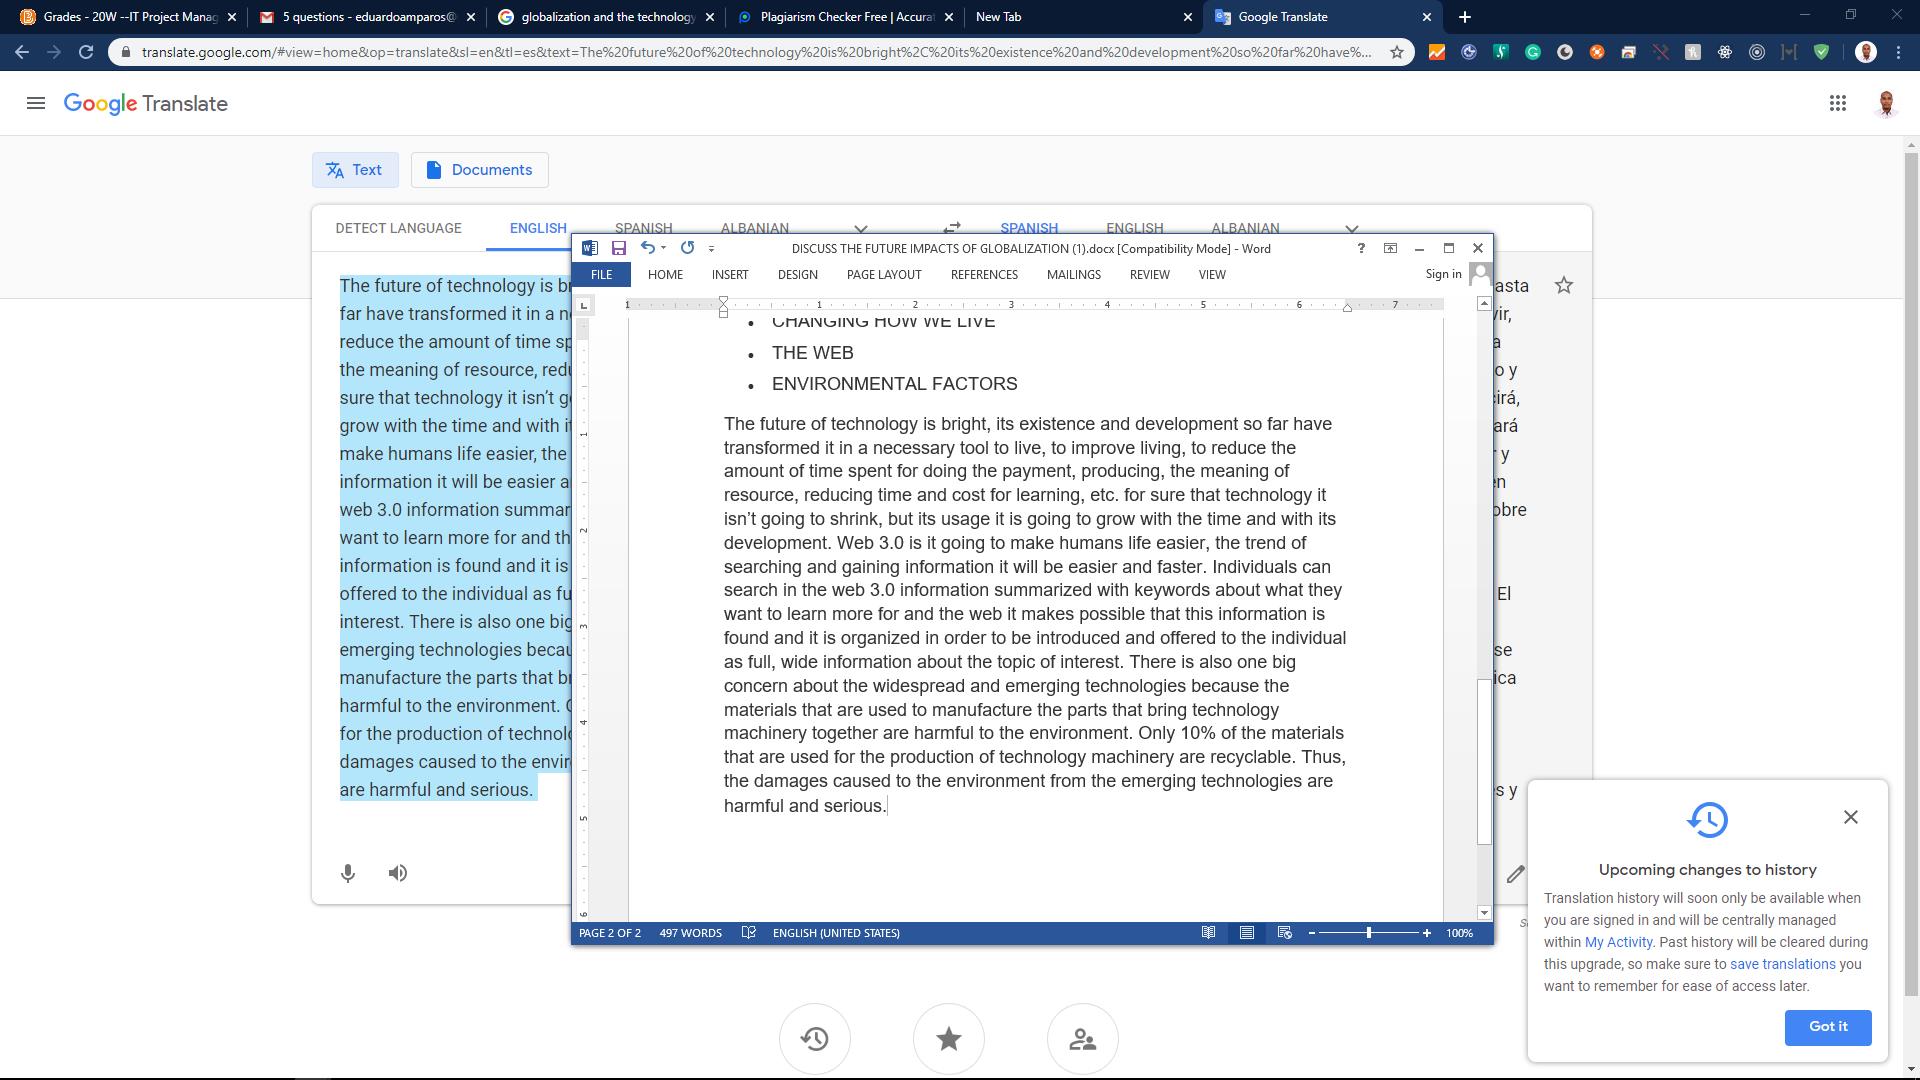 Grades - 20W --IT Project Manag
5 questions - eduardoamparos@
globalization and the technology
Plagiarism Checker Free | Accurat
New Tab
Google Translate
translate.google.com/#view=home&op=translate&sl=en&tl=es&text=The%20future%20of%20technology%20is%20bright%2C%20its%20existence%20and%20development%20so%20far%20have%...
Google Translate
Text
Documents
DETECT LANGUAGE
ENGLISH
SPANISH
ALBANIAN
SPANISH
ENGLISH
ALBANIAN
The future of technology is br
far have transformed it in a ne
reduce the amount of time sp
the meaning of resource, redu
sure that technology it isn't go
grow with the time and with it
make humans life easier, the
information it will be easier a
web 3.0 information summar
want to learn more for and th
information is found and it is
offered to the individual as fu
interest. There is also one big
emerging technologies becau
manufacture the parts that br
harmful to the environment. O
for the production of technolo
damages caused to the envir
are harmful and serious.
DISCUSS THE FUTURE IMPACTS OF GLOBALIZATION (1).docx [Compatibility Mode] - Word
FILE
HOME
INSERT
DESIGN
PAGE LAYOUT
REFERENCES
MAILINGS
REVIEW
VIEW
Sign in
1 1 2 3 4 5 6 7
• CHANGING HOW WE LIVE
• THE WEB
• ENVIRONMENTAL FACTORS
The future of technology is bright, its existence and development so far have
transformed it in a necessary tool to live, to improve living, to reduce the
amount of time spent for doing the payment, producing, the meaning of
resource, reducing time and cost for learning, etc. for sure that technology it
isn't going to shrink, but its usage it is going to grow with the time and with its
development. Web 3.0 is it going to make humans life easier, the trend of
searching and gaining information it will be easier and faster. Individuals can
search in the web 3.0 information summarized with keywords about what they
want to learn more for and the web it makes possible that this information is
found and it is organized in order to be introduced and offered to the individual
as full, wide information about the topic of interest. There is also one big
concern about the widespread and emerging technologies because the
materials that are used to manufacture the parts that bring technology
machinery together are harmful to the environment. Only 10% of the materials
that are used for the production of technology machinery are recyclable. Thus,
the damages caused to the environment from the emerging technologies are
harmful and serious.
1
2
3
4
5
6
PAGE 2 OF 2
497 WORDS
ENGLISH (UNITED STATES)
100%
asta
vir,
a
o y
cirá,
ará
r y
en
obre
El
se
ica
s y
Upcoming changes to history
Translation history will soon only be available when
you are signed in and will be centrally managed
within My Activity. Past history will be cleared during
this upgrade, so make sure to save translations you
want to remember for ease of access later.
Got it